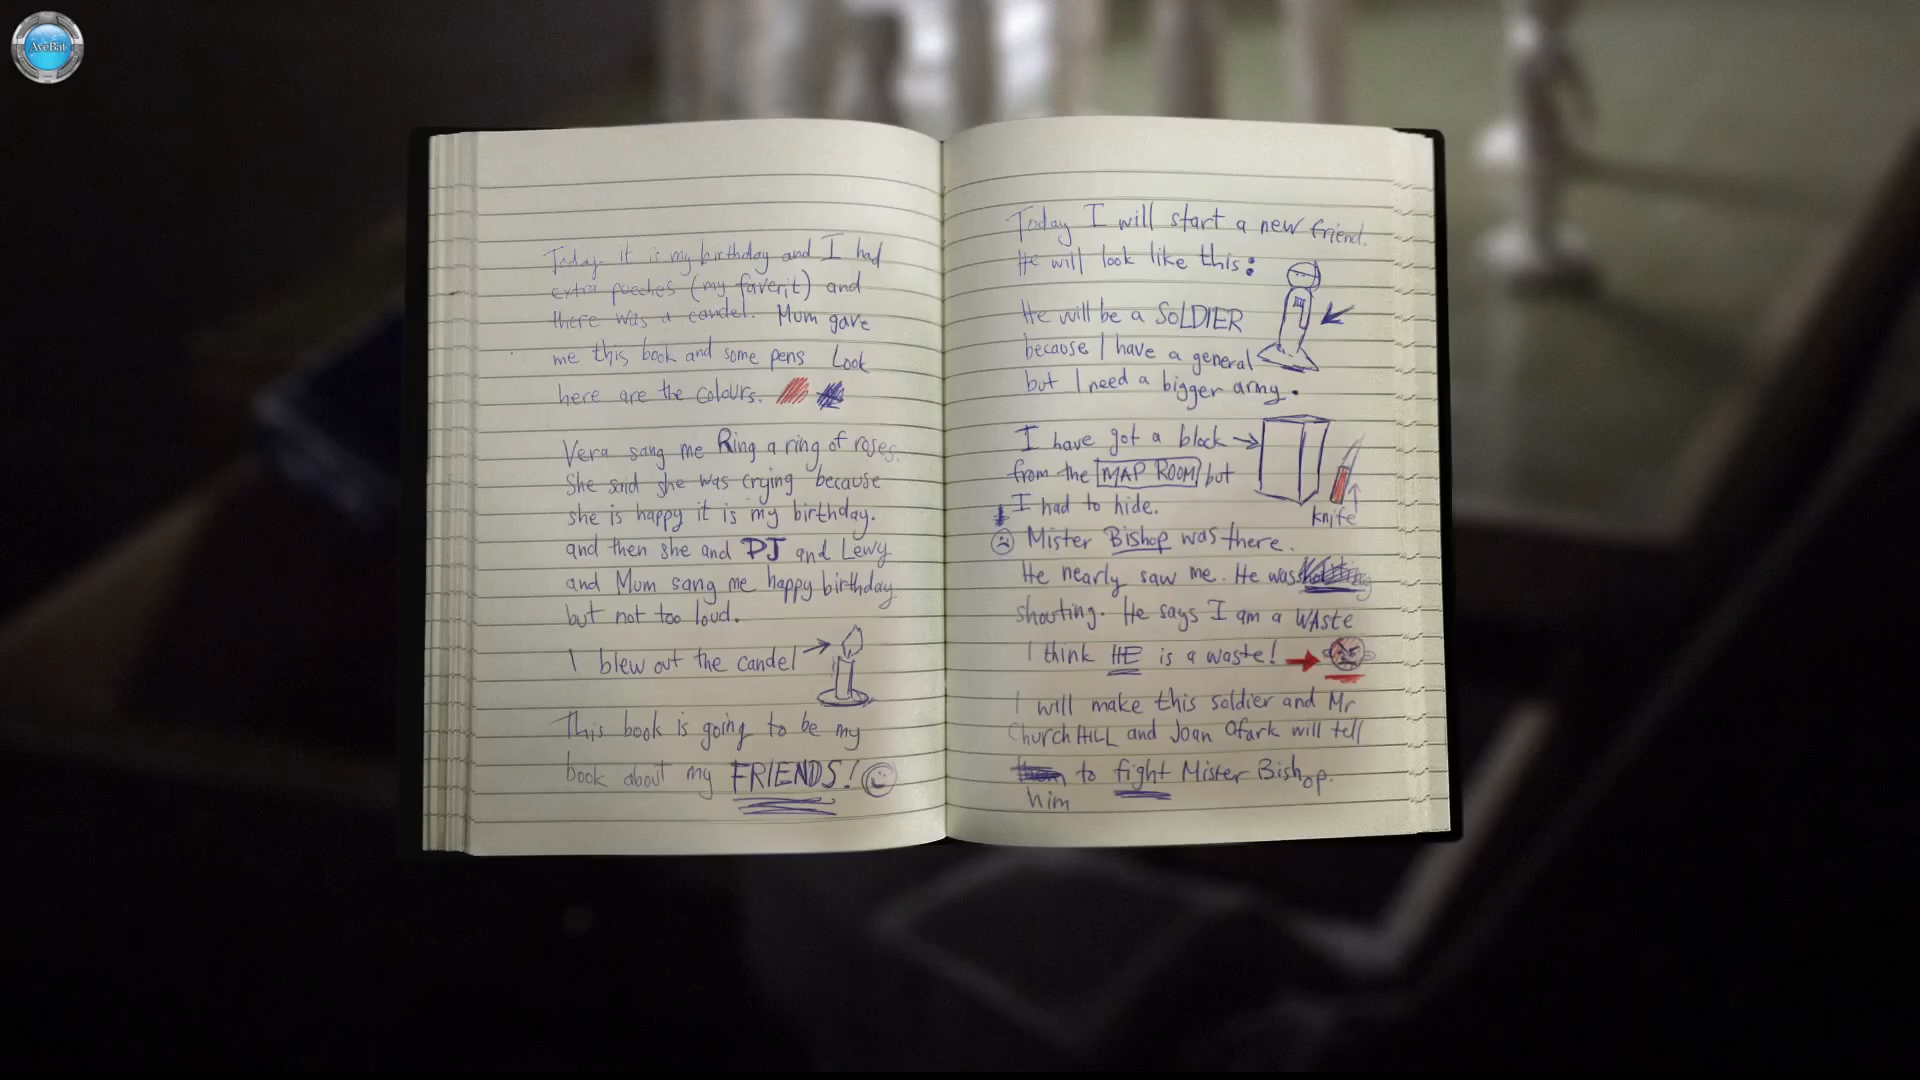 AveBat
Today it is my birthday and I had
extra peeches (my faverit) and
there was a candel. Mum gave
me this book and some pens Look
here are the colours.
Vera sang me Ring a ring of roses.
She said she was crying because
she is happy it is my birthday.
and then she and DJ and Lewy
and Mum sang me happy birthday
but not too loud.
I blew out the candel
This book is going to be my
book about my FRIENDS!
Today I will start a new friend.
He will look like this:
He will be a SOLDIER
because I have a general
but I need a bigger army.
I have got a block
from the MAP ROOM but
I had to hide.
knife
Mister Bishop was there.
He nearly saw me. He was
shouting. He says I am a WAste
I think HE is a waste!
I will make this soldier and Mr
ChurchHILL and Joan Ofark will tell
to fight Mister Bishop.
him